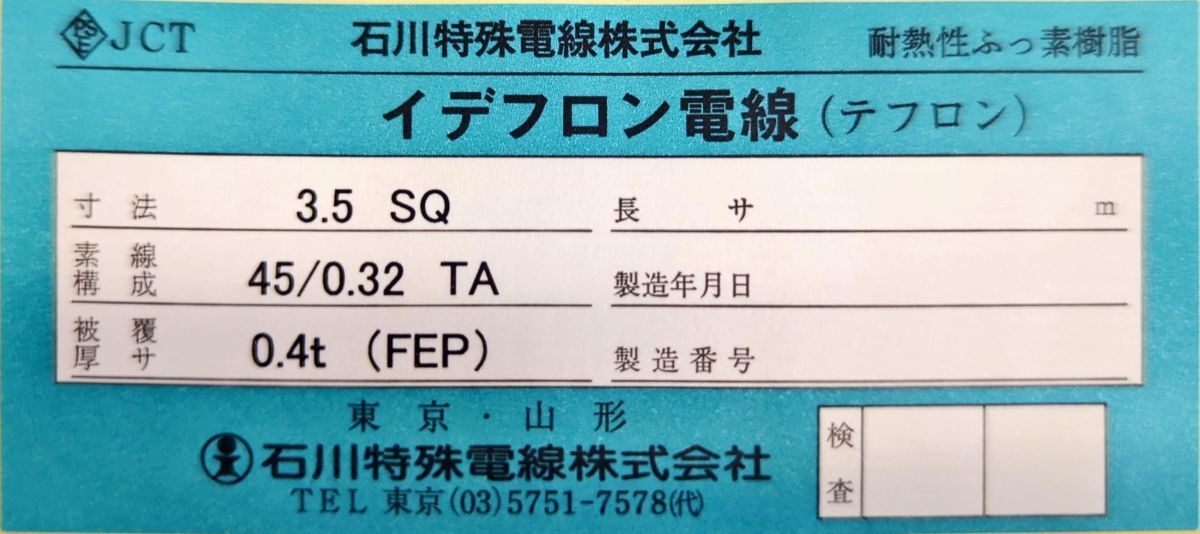 PSE JCT 石川特殊電線株式会社 耐熱性ふっ素樹脂
イデフロン電線(テフロン)
寸法 3.5 SQ 長サ m
素線構成 45/0.32 TA 製造年月日
被覆厚サ 0.4t (FEP) 製造番号
東京・山形
石川特殊電線株式会社
TEL 東京(03)5751-7578(代)
検査